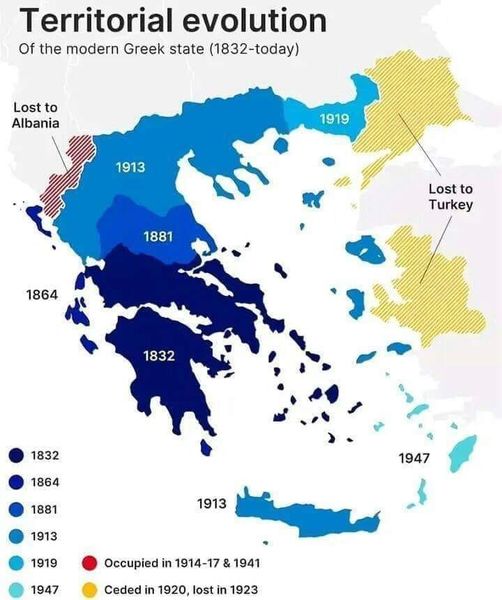 Territorial evolution
Of the modern Greek state (1832-today)
Lost to
Albania
1919
1913
Lost to
Turkey
1881
1864
1832
1947
1913
1832
1864
1881
1913
1919
1947
Occupied in 1914-17 & 1941
Ceded in 1920, lost in 1923